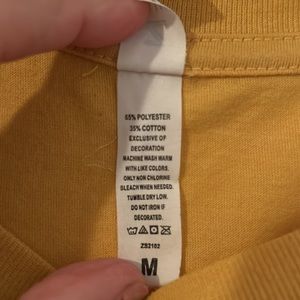 65% POLYESTER
35% COTTON
EXCLUSIVE OF
DECORATION
MACHINE WASH WARM
WITH LIKE COLORS.
ONLY NON CHLORINE
BLEACH WHEN NEEDED.
TUMBLE DRY LOW.
DO NOT IRON IF
DECORATED.
ZS2102
M